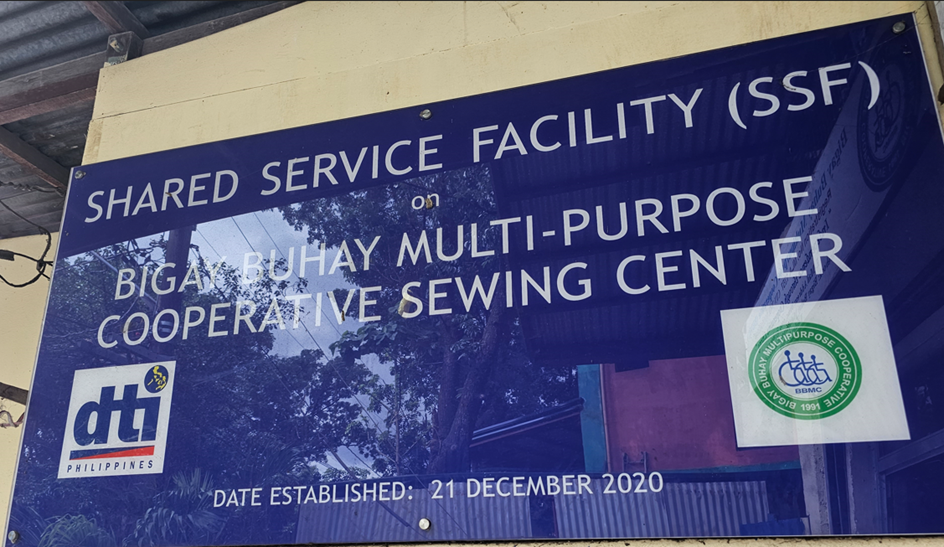 SHARED SERVICE FACILITY (SSF)
on
BIGAY BUHAY MULTI-PURPOSE
COOPERATIVE SEWING CENTER
dti
PHILIPPINES
BIGAY BUHAY MULTIPURPOSE COOPERATIVE
BBMC
1991
DATE ESTABLISHED: 21 DECEMBER 2020